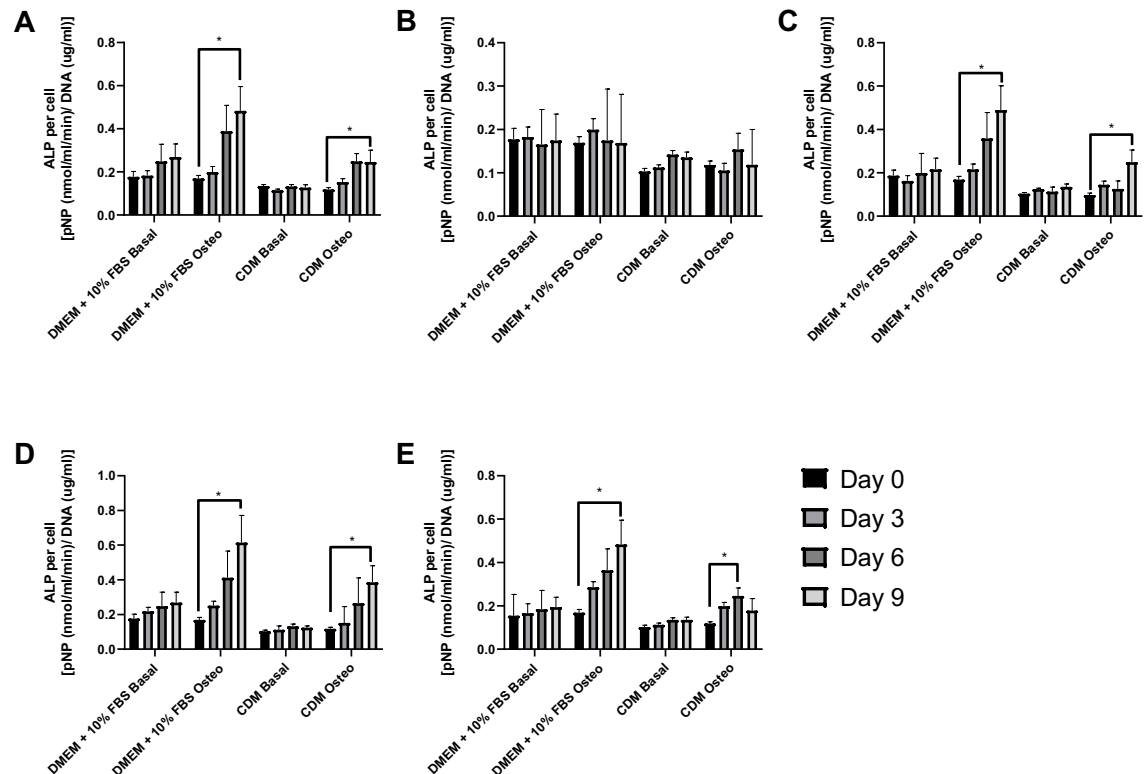 A
ALP per cell
[pNP (nmol/ml/min)/ DNA (ug/ml)]
0.8
0.6
0.4
0.2
0.0
*
*
DMEM + 10% FBS Basal
DMEM + 10% FBS Osteo
CDM Basal
CDM Osteo
B
ALP per cell
[pNP (nmol/ml/min)/ DNA (ug/ml)]
0.4
0.3
0.2
0.1
0.0
DMEM + 10% FBS Basal
DMEM + 10% FBS Osteo
CDM Basal
CDM Osteo
C
ALP per cell
[pNP (nmol/ml/min)/ DNA (ug/ml)]
0.8
0.6
0.4
0.2
0.0
*
*
DMEM + 10% FBS Basal
DMEM + 10% FBS Osteo
CDM Basal
CDM Osteo
D
ALP per cell
[pNP (nmol/ml/min)/ DNA (ug/ml)]
1.0
0.8
0.6
0.4
0.2
0.0
*
*
DMEM + 10% FBS Basal
DMEM + 10% FBS Osteo
CDM Basal
CDM Osteo
E
ALP per cell
[pNP (nmol/ml/min)/ DNA (ug/ml)]
0.8
0.6
0.4
0.2
0.0
*
*
DMEM + 10% FBS Basal
DMEM + 10% FBS Osteo
CDM Basal
CDM Osteo
Day 0
Day 3
Day 6
Day 9